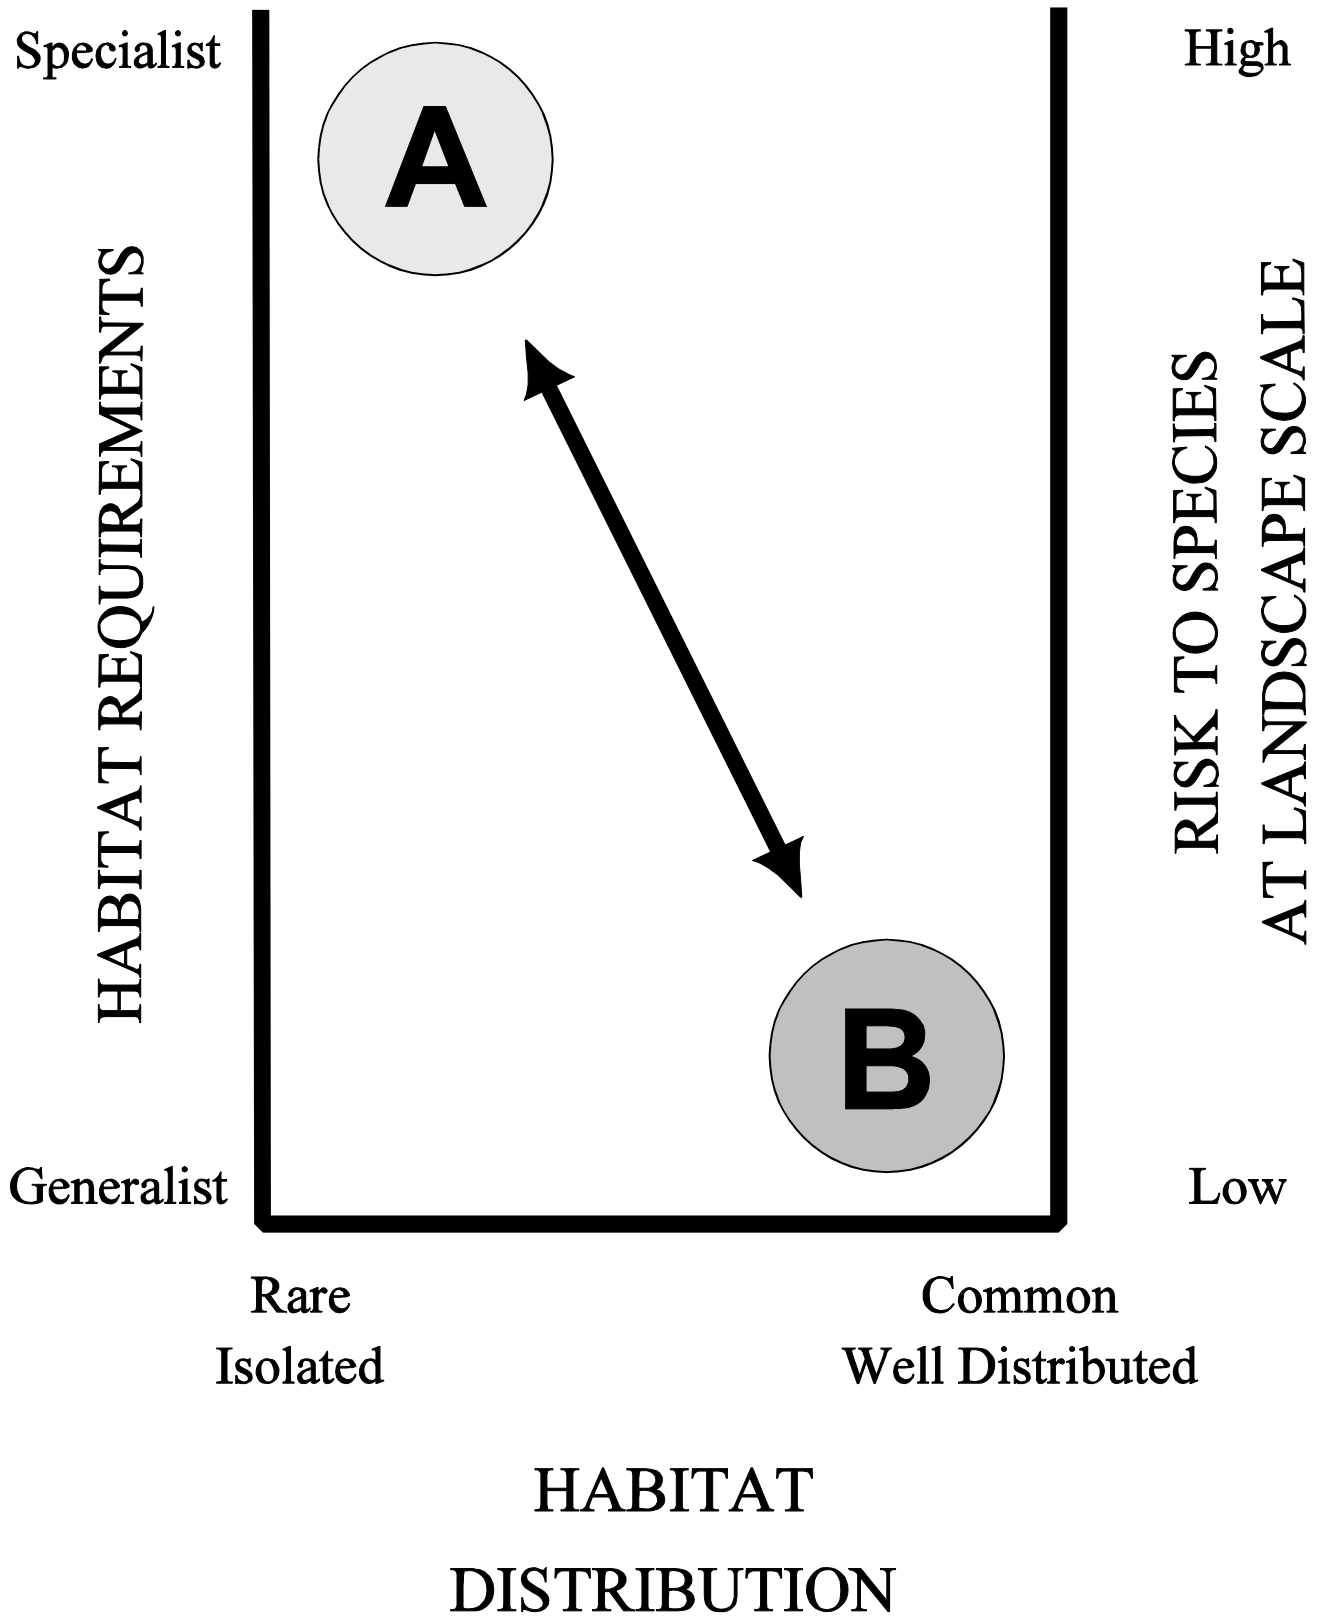 Specialist
High
A
HABITAT REQUIREMENTS
RISK TO SPECIES
AT LANDSCAPE SCALE
B
Generalist
Low
Rare
Isolated
Common
Well Distributed
HABITAT
DISTRIBUTION